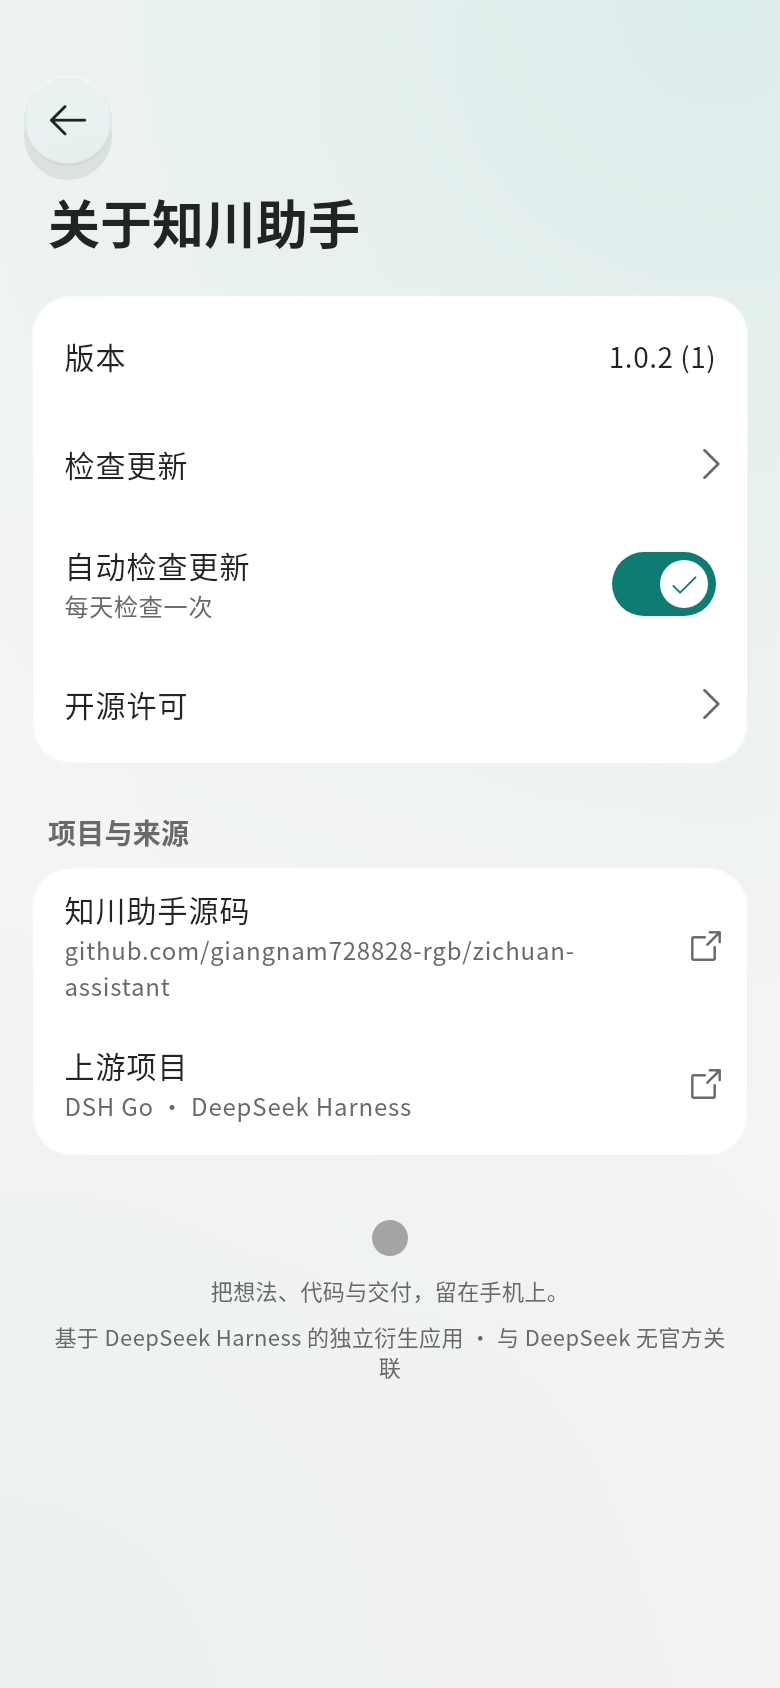 关于知川助手
版本
1.0.2 (1)
检查更新
自动检查更新
每天检查一次
开源许可
项目与来源
知川助手源码
github.com/giangnam728828-rgb/zichuan-
assistant
上游项目
DSH Go · DeepSeek Harness
把想法、代码与交付，留在手机上。
基于 DeepSeek Harness 的独立衍生应用 · 与 DeepSeek 无官方关
联